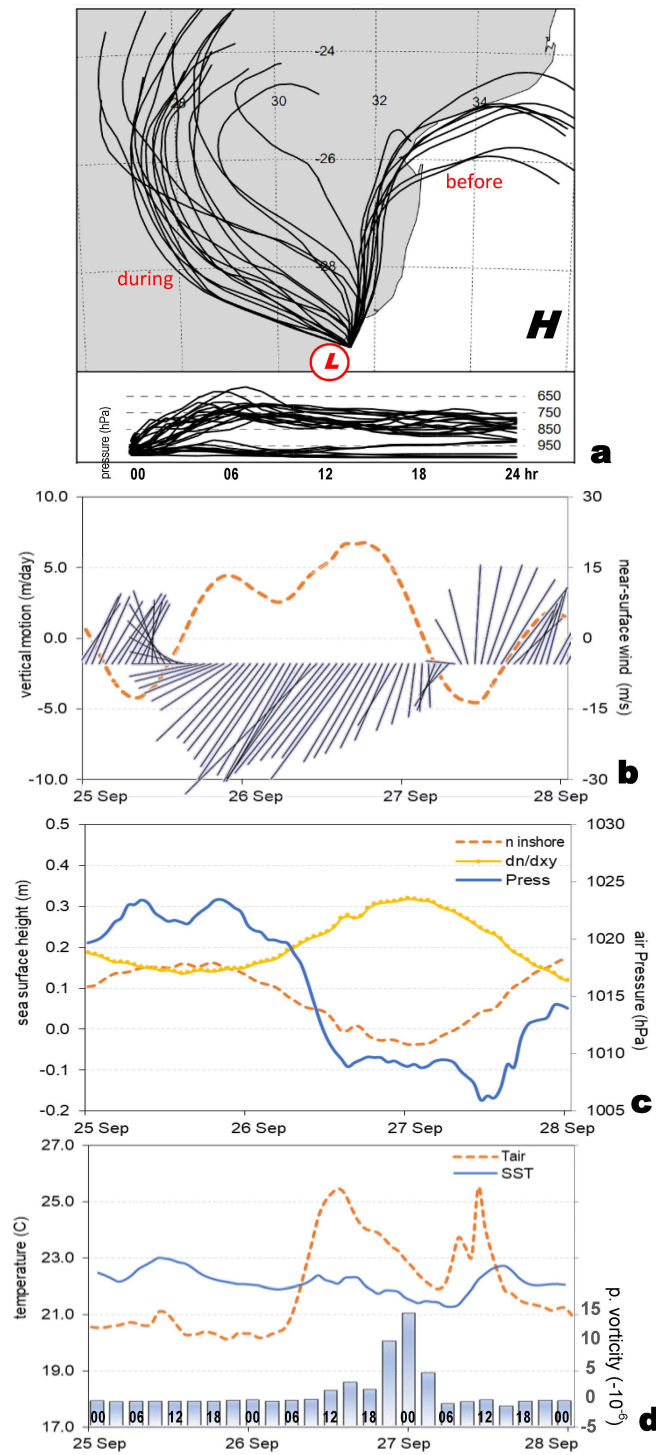 -24
28
30
32
34
-26
before
-28
during
H
L
pressure (hPa)
650
750
850
950
00 06 12 18 24 hr
a
10.0
5.0
0.0
-5.0
-10.0
vertical motion (m/day)
30
15
0
-15
-30
near-surface wind (m/s)
25 Sep 26 Sep 27 Sep 28 Sep
b
0.5
0.4
0.3
0.2
0.1
0.0
-0.1
-0.2
sea surface height (m)
n inshore
dn/dxy
Press
1030
1025
1020
1015
1010
1005
air Pressure (hPa)
25 Sep 26 Sep 27 Sep 28 Sep
c
27.0
25.0
23.0
21.0
19.0
17.0
temperature (C)
Tair
SST
15
10
5
0
-5
p. vorticity (-10⁻⁶)
00 06 12 18 00 06 12 18 00 06 12 18 00
25 Sep 26 Sep 27 Sep 28 Sep
d